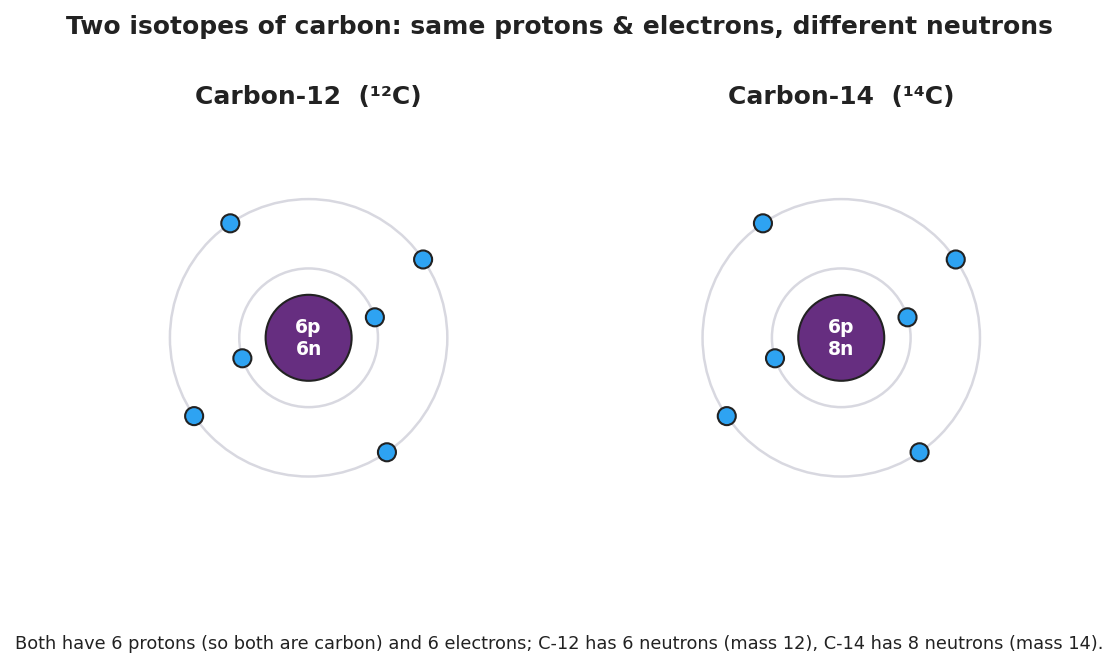 Two isotopes of carbon: same protons & electrons, different neutrons
Carbon-12  (¹²C)
Carbon-14  (¹⁴C)
6p
6n
6p
8n
Both have 6 protons (so both are carbon) and 6 electrons; C-12 has 6 neutrons (mass 12), C-14 has 8 neutrons (mass 14).